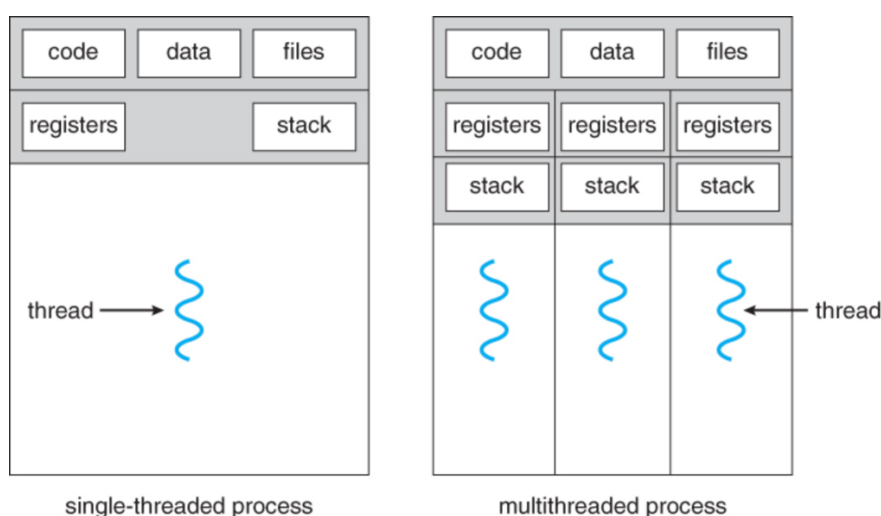 code data files code data files
registers stack registers registers registers
stack stack stack
thread thread
single-threaded process multithreaded process